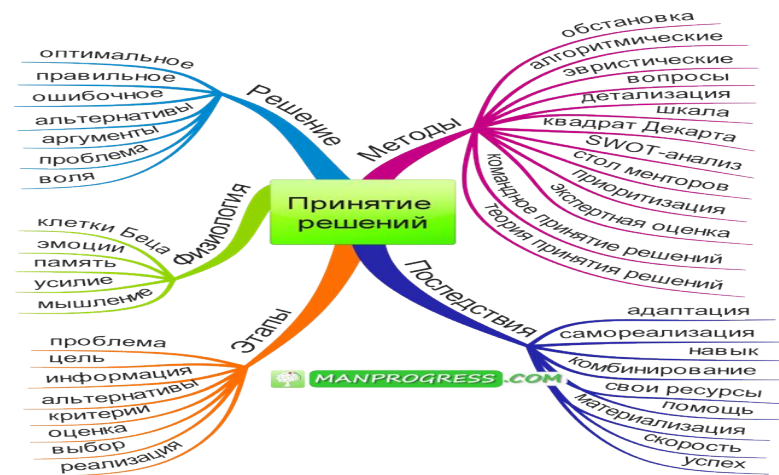 Принятие
решений
Решение
оптимальное
правильное
ошибочное
альтернативы
аргументы
проблема
воля
Методы
обстановка
алгоритмические
эвристические
вопросы
детализация
шкала
квадрат Декарта
SWOT-анализ
стол менторов
приоритизация
экспертная оценка
командное принятие решений
теория принятия решений
Физиология
клетки Беца
эмоции
память
усилие
мышление
Этапы
проблема
цель
информация
альтернативы
критерии
оценка
выбор
реализация
Последствия
адаптация
самореализация
навык
комбинирование
свои ресурсы
помощь
материализация
скорость
успех
MANPROGRESS.COM